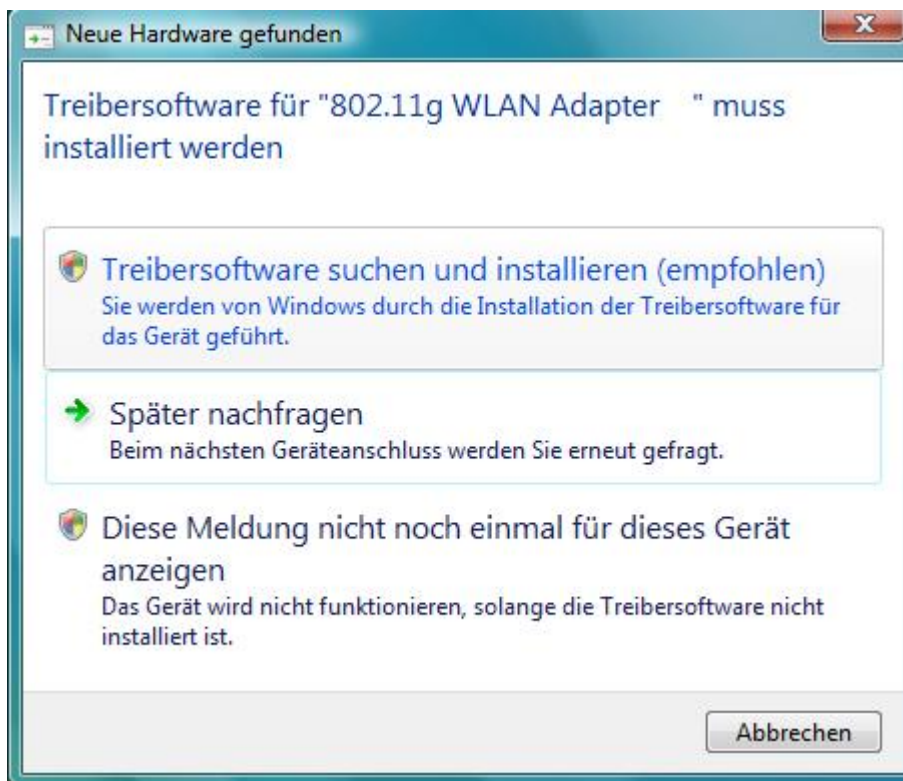 Neue Hardware gefunden
Treibersoftware für "802.11g WLAN Adapter    " muss
installiert werden
Treibersoftware suchen und installieren (empfohlen)
Sie werden von Windows durch die Installation der Treibersoftware für
das Gerät geführt.
Später nachfragen
Beim nächsten Geräteanschluss werden Sie erneut gefragt.
Diese Meldung nicht noch einmal für dieses Gerät
anzeigen
Das Gerät wird nicht funktionieren, solange die Treibersoftware nicht
installiert ist.
Abbrechen